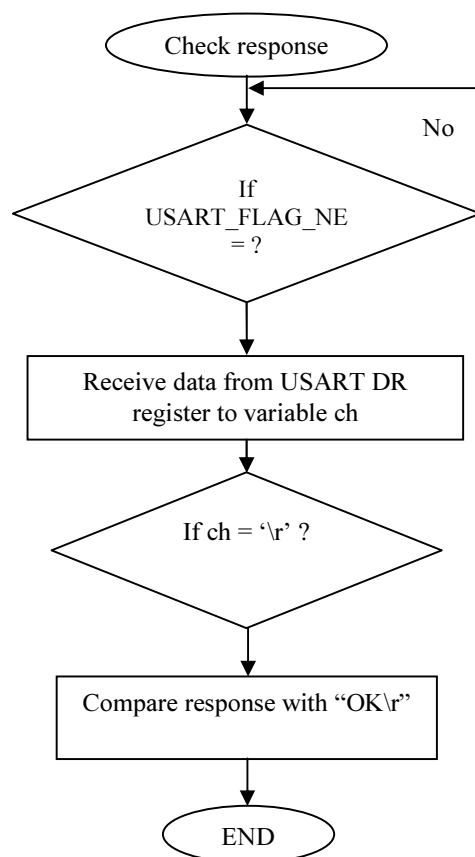 Check response
No
If
USART_FLAG_NE
= ?
Receive data from USART DR
register to variable ch
If ch = ‘\r’ ?
Compare response with “OK\r”
END